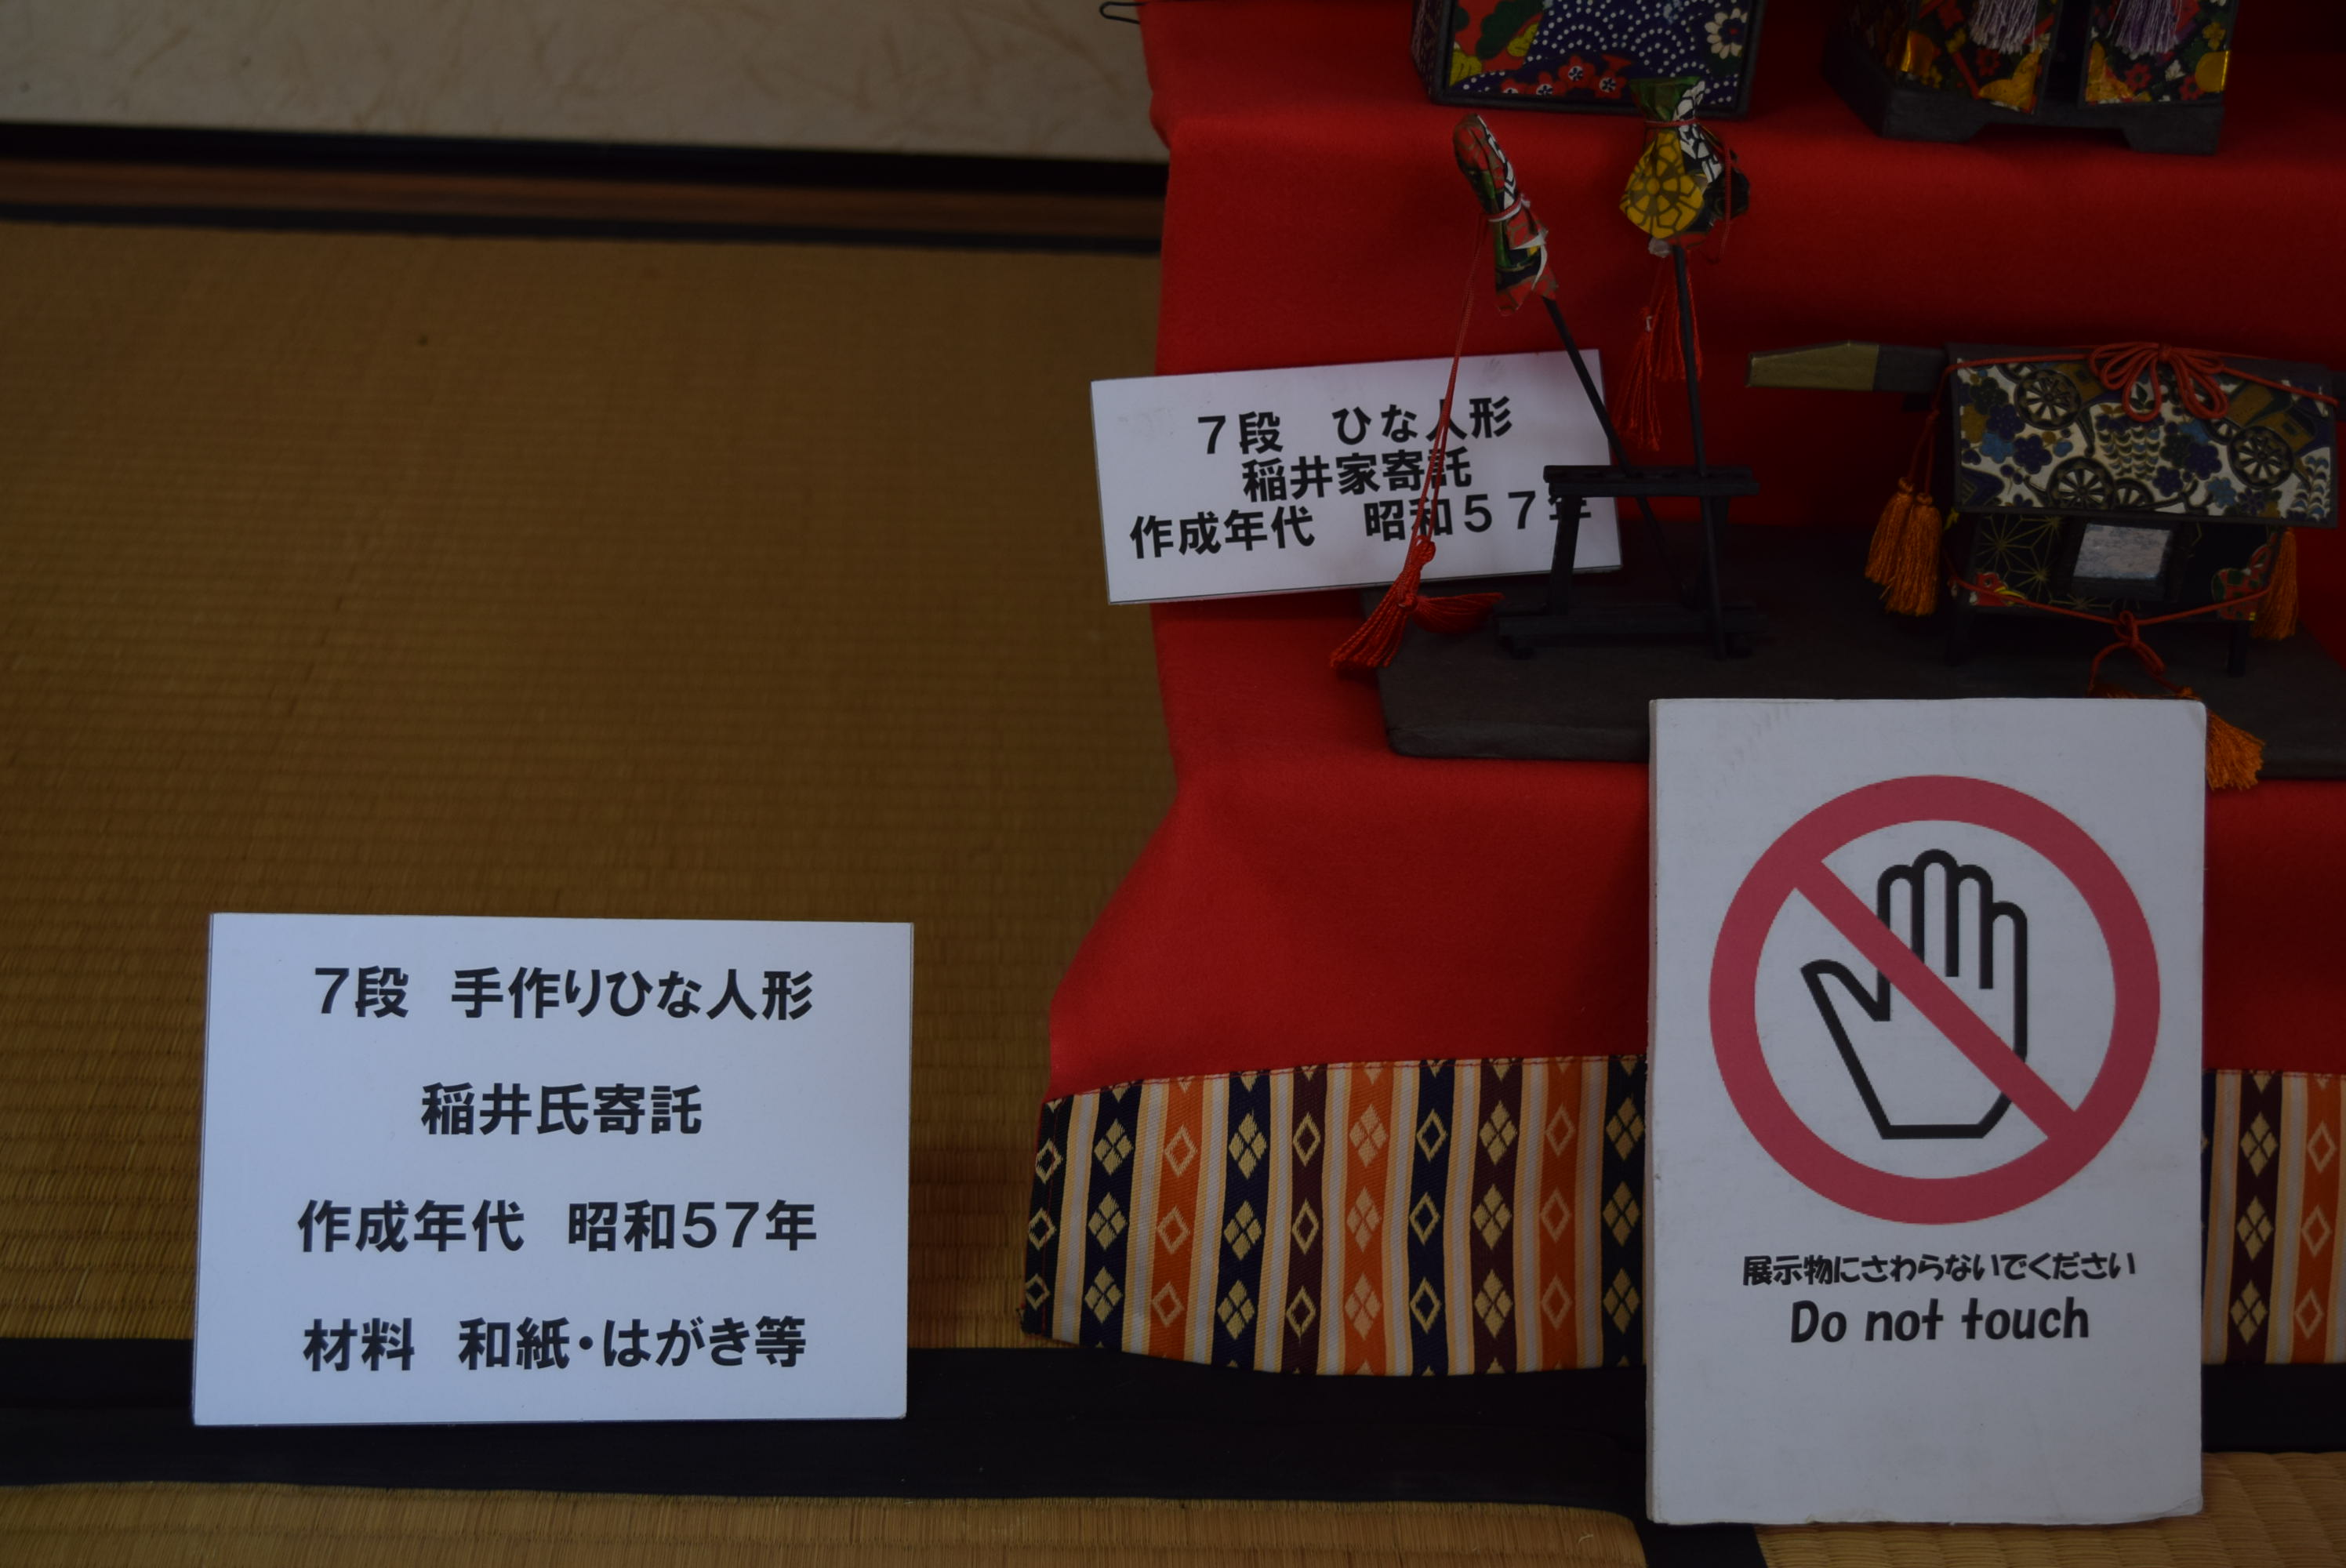 7段 ひな人形
稲井家寄託
作成年代 昭和57年
7段 手作りひな人形
稲井氏寄託
作成年代 昭和57年
材料 和紙・はがき等
展示物にさわらないでください
Do not touch